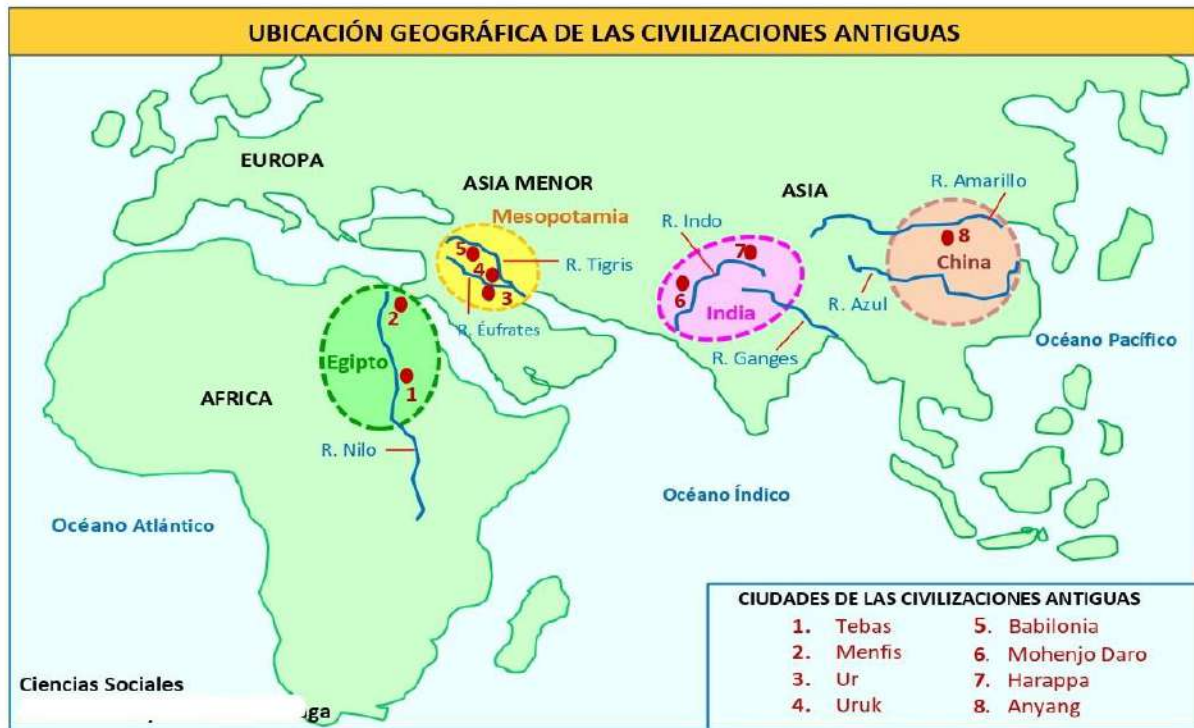 UBICACIÓN GEOGRÁFICA DE LAS CIVILIZACIONES ANTIGUAS
EUROPA
ASIA MENOR
ASIA
R. Amarillo
Mesopotamia
R. Indo
5
7
8
R. Tigris
4
China
3
6
R. Azul
2
R. Éufrates
India
Océano Pacífico
Egipto
R. Ganges
1
AFRICA
R. Nilo
Océano Índico
Océano Atlántico
CIUDADES DE LAS CIVILIZACIONES ANTIGUAS
1. Tebas
2. Menfis
3. Ur
4. Uruk
5. Babilonia
6. Mohenjo Daro
7. Harappa
8. Anyang
Ciencias Sociales